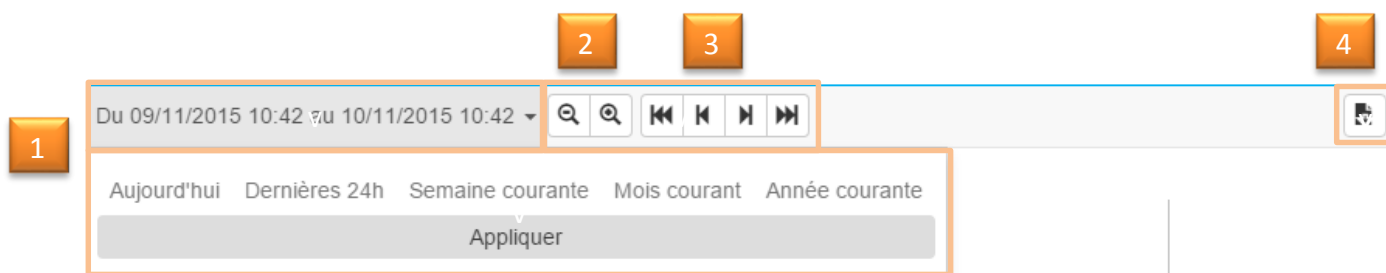 2 3 4
Du 09/11/2015 10:42 au 10/11/2015 10:42
1
Aujourd'hui Dernières 24h Semaine courante Mois courant Année courante
Appliquer